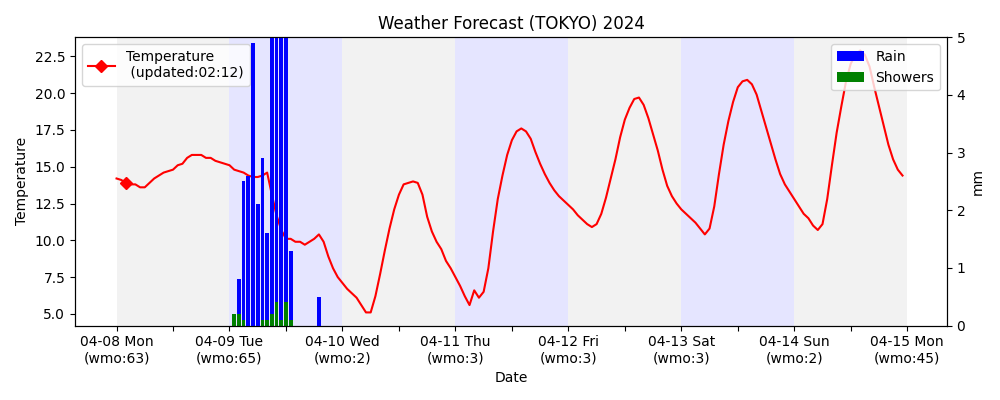 Weather Forecast (TOKYO) 2024
Temperature
(updated:02:12)
Rain
Showers
22.5
20.0
17.5
15.0
12.5
10.0
7.5
5.0
Temperature
5
4
3
2
1
0
mm
04-08 Mon 04-09 Tue 04-10 Wed 04-11 Thu 04-12 Fri 04-13 Sat 04-14 Sun 04-15 Mon
(wmo:63) (wmo:65) (wmo:2) (wmo:3) (wmo:3) (wmo:3) (wmo:2) (wmo:45)
Date